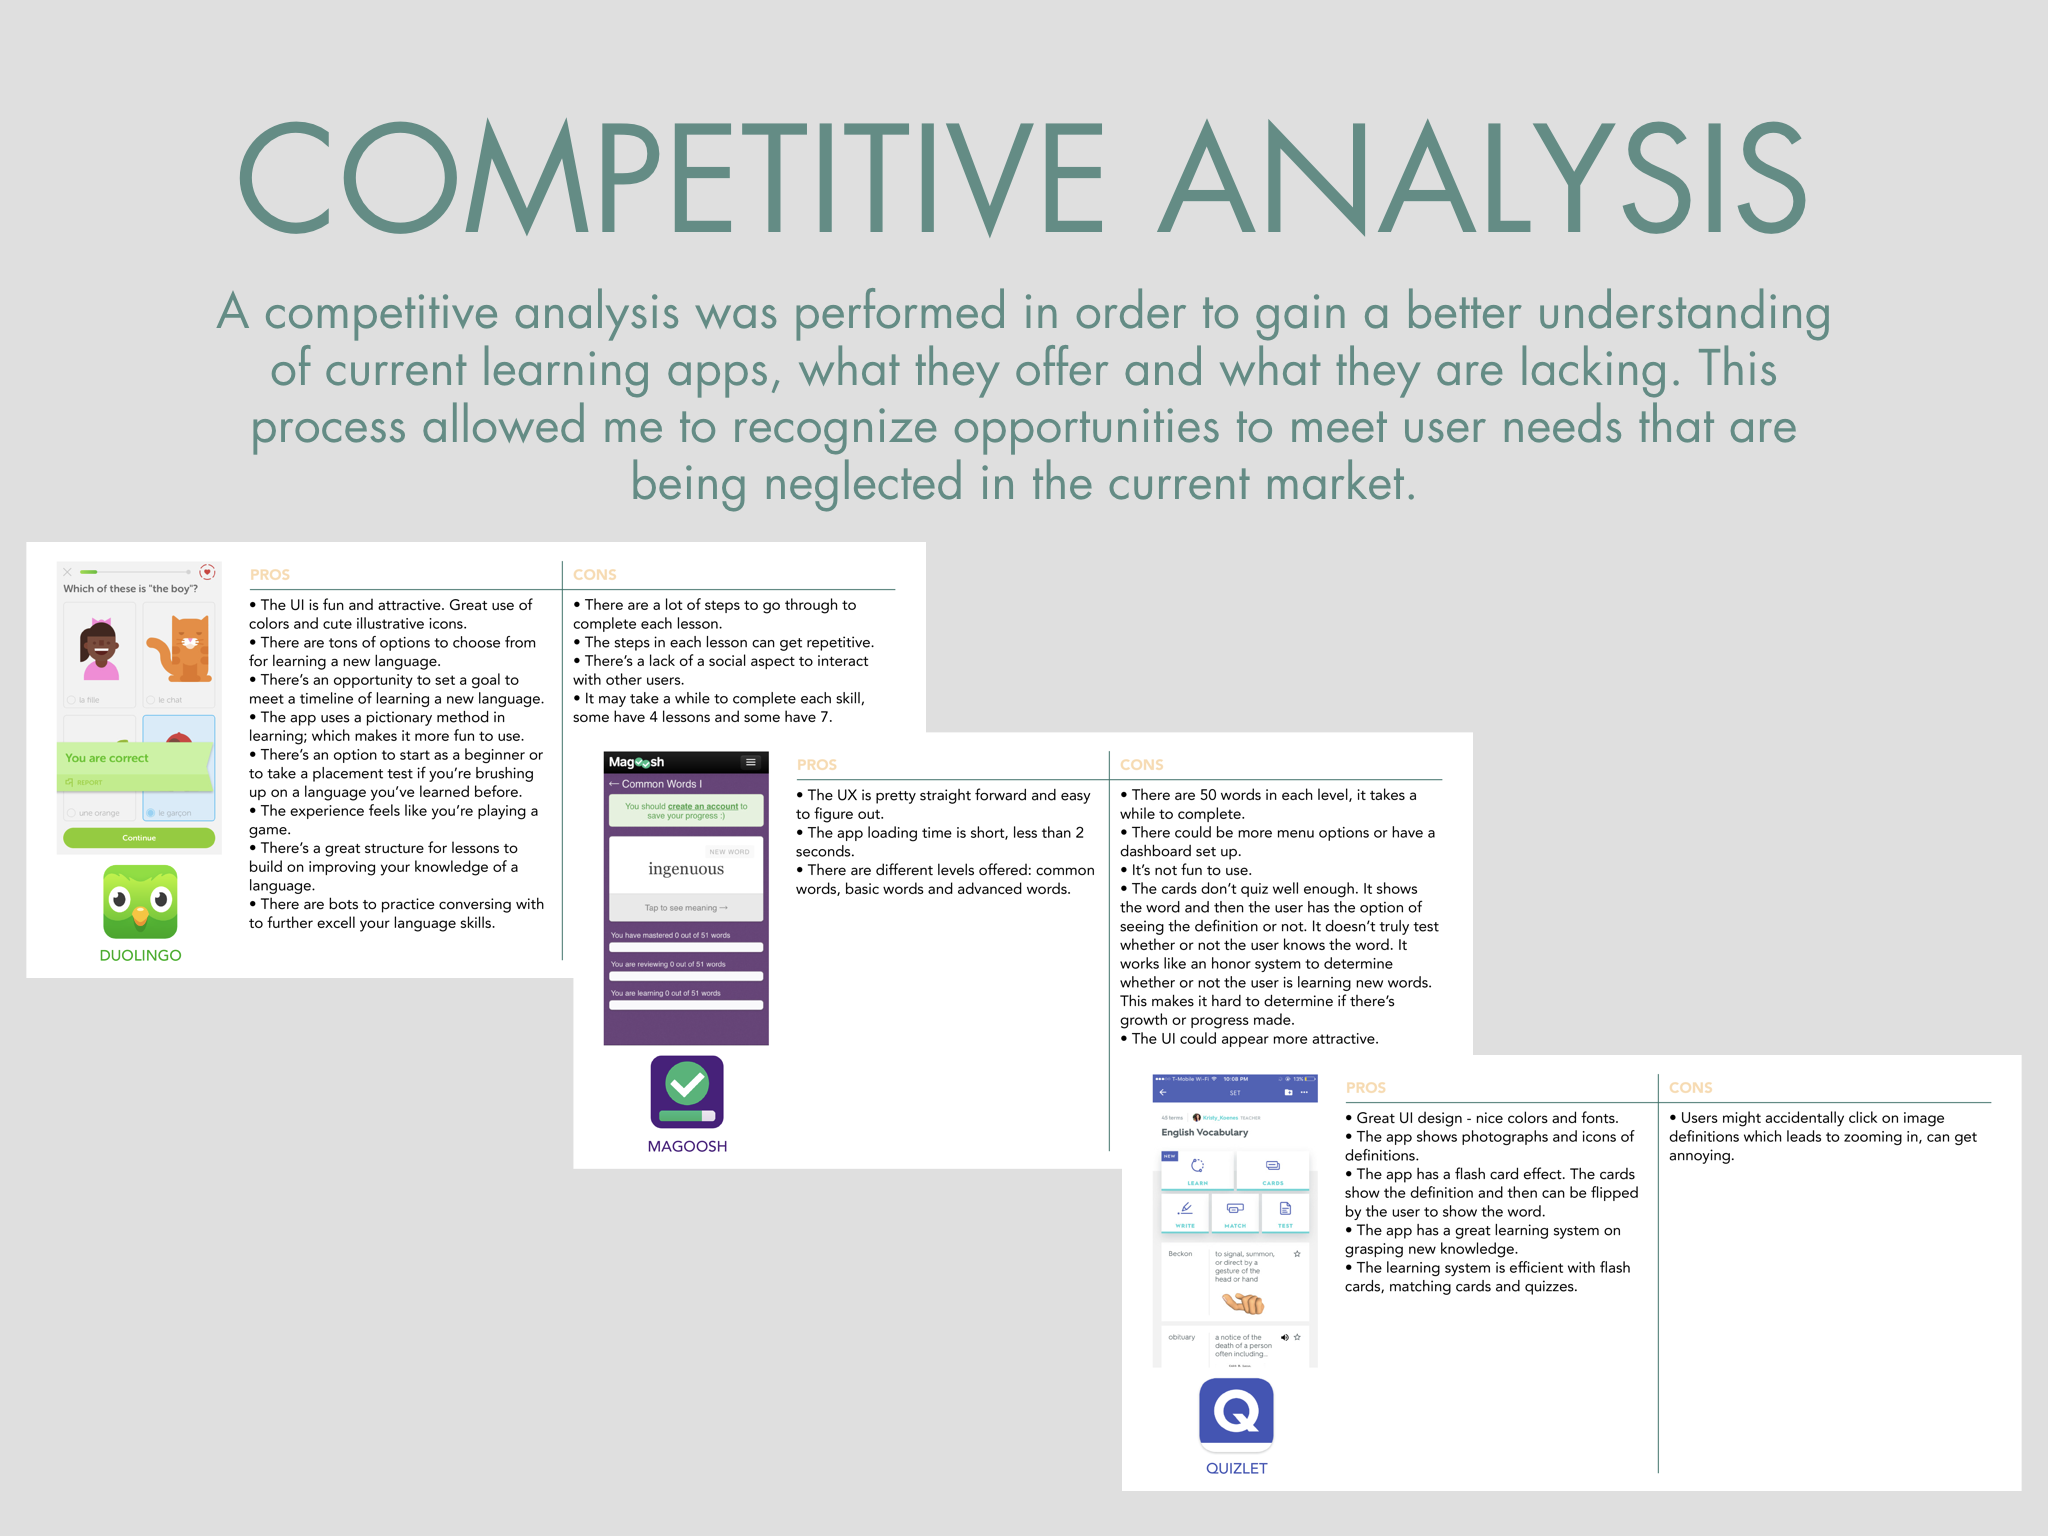 COMPETITIVE ANALYSIS
A competitive analysis was performed in order to gain a better understanding
of current learning apps, what they offer and what they are lacking. This
process allowed me to recognize opportunities to meet user needs that are
being neglected in the current market.
Which of these is "the boy"?
la fille
le chat
You are correct
REPORT
une orange
le garçon
Continue
DUOLINGO
PROS
• The UI is fun and attractive. Great use of
colors and cute illustrative icons.
• There are tons of options to choose from
for learning a new language.
• There's an opportunity to set a goal to
meet a timeline of learning a new language.
• The app uses a pictionary method in
learning; which makes it more fun to use.
• There's an option to start as a beginner or
to take a placement test if you're brushing
up on a language you've learned before.
• The experience feels like you're playing a
game.
• There's a great structure for lessons to
build on improving your knowledge of a
language.
• There are bots to practice conversing with
to further excell your language skills.
CONS
• There are a lot of steps to go through to
complete each lesson.
• The steps in each lesson can get repetitive.
• There's a lack of a social aspect to interact
with other users.
• It may take a while to complete each skill,
some have 4 lessons and some have 7.
Magoosh
← Common Words I
You should create an account to
save your progress :)
NEW WORD
ingenuous
Tap to see meaning →
You have mastered 0 out of 51 words
You are reviewing 0 out of 51 words
You are learning 0 out of 51 words
MAGOOSH
PROS
• The UX is pretty straight forward and easy
to figure out.
• The app loading time is short, less than 2
seconds.
• There are different levels offered: common
words, basic words and advanced words.
CONS
• There are 50 words in each level, it takes a
while to complete.
• There could be more menu options or have a
dashboard set up.
• It's not fun to use.
• The cards don't quiz well enough. It shows
the word and then the user has the option of
seeing the definition or not. It doesn't truly test
whether or not the user knows the word. It
works like an honor system to determine
whether or not the user is learning new words.
This makes it hard to determine if there's
growth or progress made.
• The UI could appear more attractive.
T-Mobile Wi-Fi 10:08 PM 13%
SET
45 terms Kristy_Keenes TEACHER
English Vocabulary
NEW
LEARN
CARDS
WRITE
MATCH
TEST
Beckon
to signal, summon,
or direct by a
gesture of the
head or hand
obituary
a notice of the
death of a person
often including...
Q
QUIZLET
PROS
• Great UI design - nice colors and fonts.
• The app shows photographs and icons of
definitions.
• The app has a flash card effect. The cards
show the definition and then can be flipped
by the user to show the word.
• The app has a great learning system on
grasping new knowledge.
• The learning system is efficient with flash
cards, matching cards and quizzes.
CONS
• Users might accidentally click on image
definitions which leads to zooming in, can get
annoying.